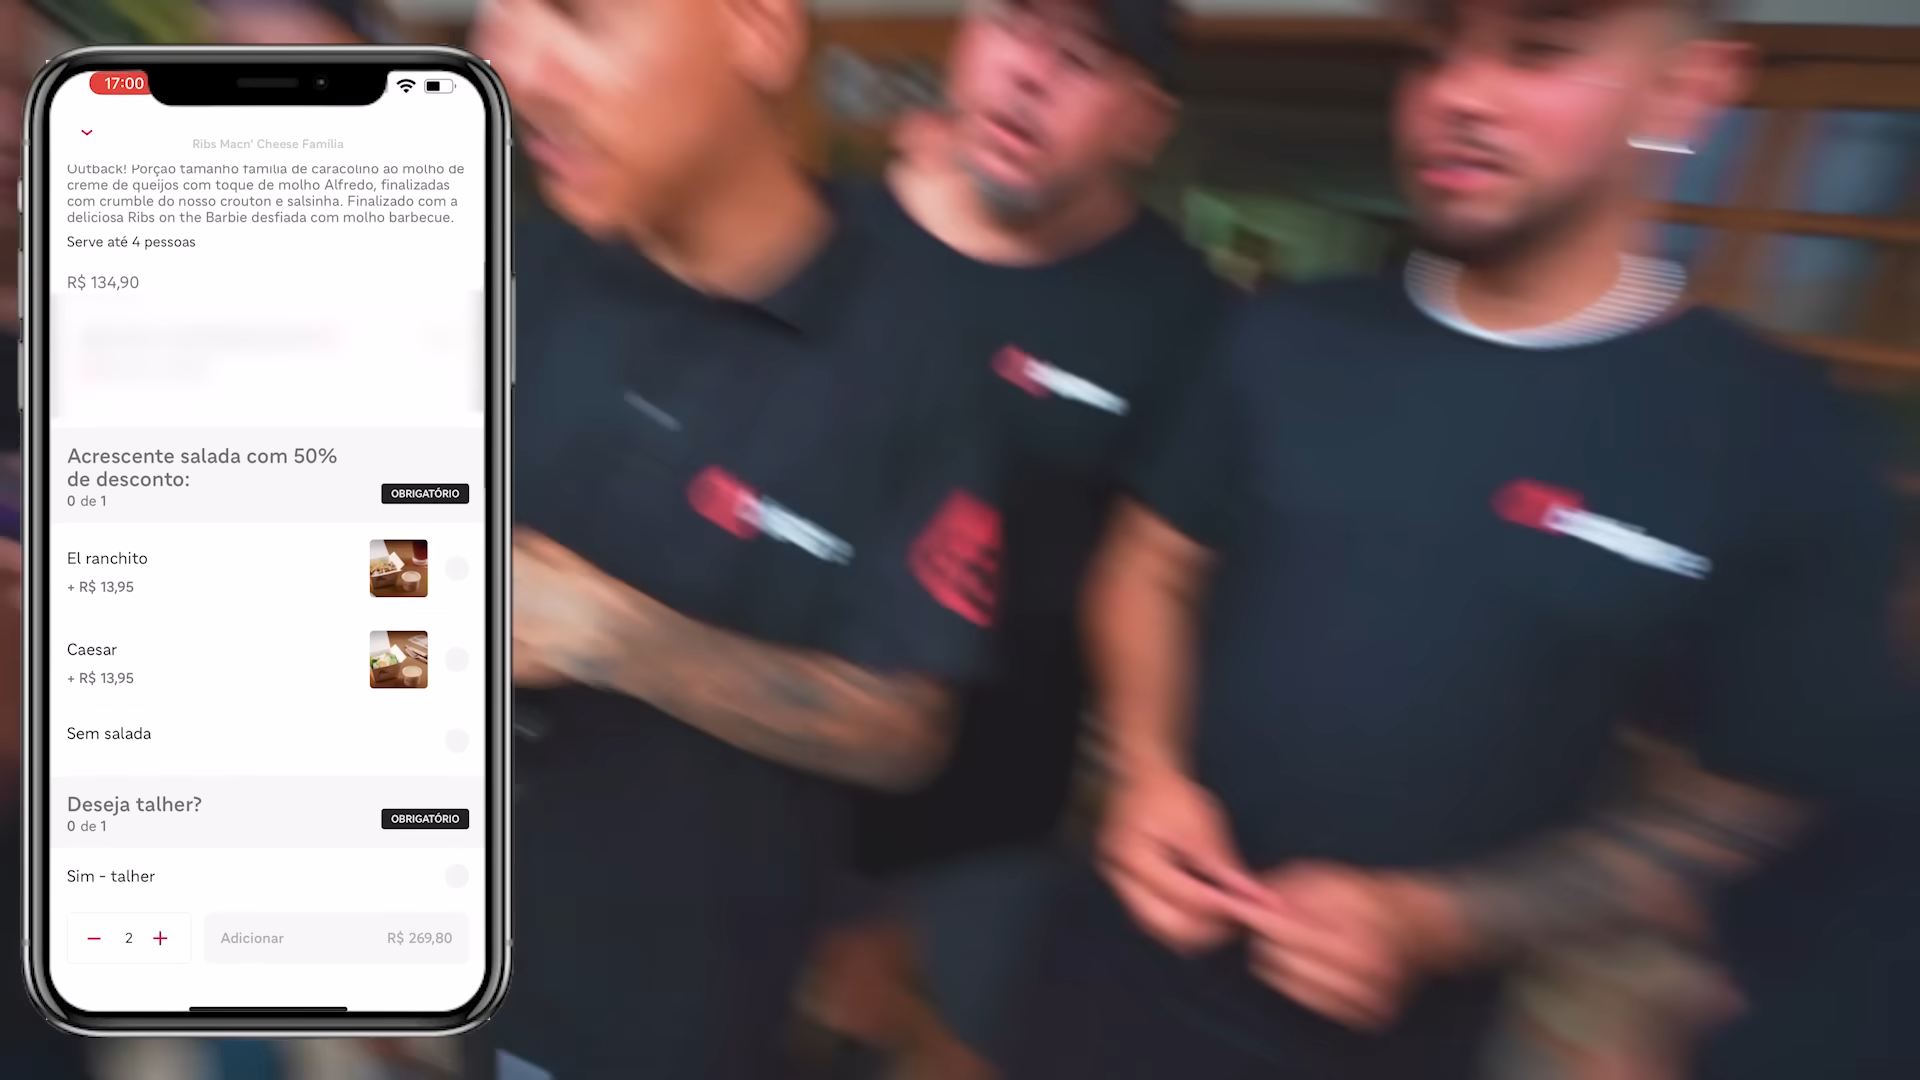 17:00
Ribs Macn' Cheese Família
Outback! Porção tamanho família de caracolino ao molho de
creme de queijos com toque de molho Alfredo, finalizadas
com crumble do nosso crouton e salsinha. Finalizado com a
deliciosa Ribs on the Barbie desfiada com molho barbecue.
Serve até 4 pessoas
R$ 134,90
Acrescente salada com 50%
de desconto:
0 de 1
OBRIGATÓRIO
El ranchito
+ R$ 13,95
Caesar
+ R$ 13,95
Sem salada
Deseja talher?
0 de 1
OBRIGATÓRIO
Sim - talher
− 2 +
Adicionar R$ 269,80